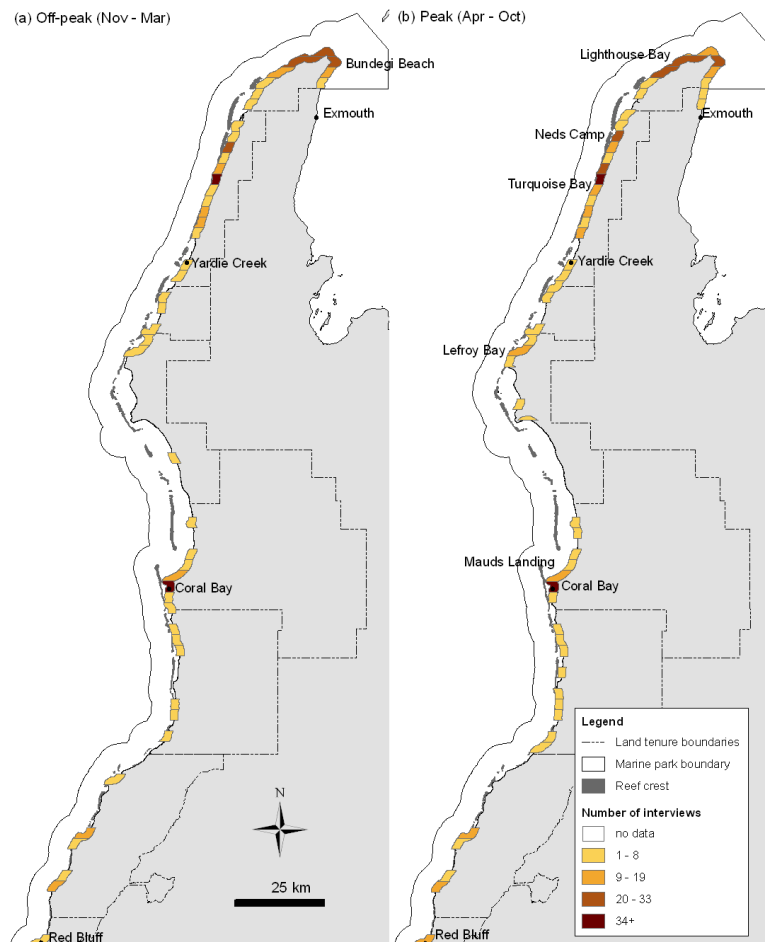 (a) Off-peak (Nov - Mar)
Bundegi Beach
Exmouth
Yardie Creek
Coral Bay
Red Bluff
N
25 km
(b) Peak (Apr - Oct)
Lighthouse Bay
Exmouth
Neds Camp
Turquoise Bay
Yardie Creek
Lefroy Bay
Mauds Landing
Coral Bay
Red Bluff
Legend
Land tenure boundaries
Marine park boundary
Reef crest
Number of interviews
no data
1 - 8
9 - 19
20 - 33
34+